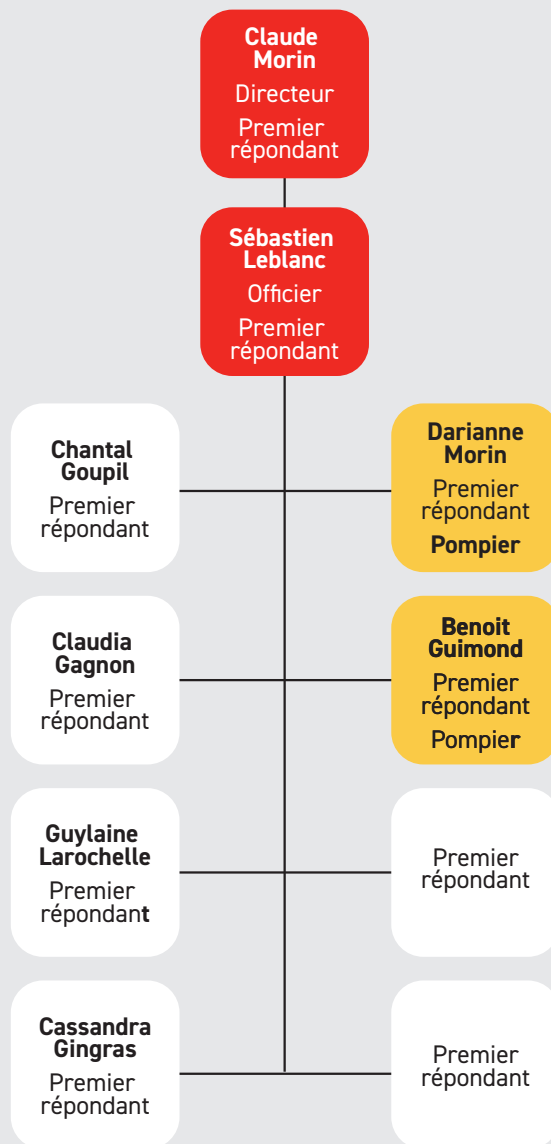 Claude
Morin
Directeur
Premier
répondant
Sébastien
Leblanc
Officier
Premier
répondant
Chantal
Goupil
Premier
répondant
Darianne
Morin
Premier
répondant
Pompier
Claudia
Gagnon
Premier
répondant
Benoit
Guimond
Premier
répondant
Pompier
Guylaine
Larochelle
Premier
répondant
Premier
répondant
Cassandra
Gingras
Premier
répondant
Premier
répondant